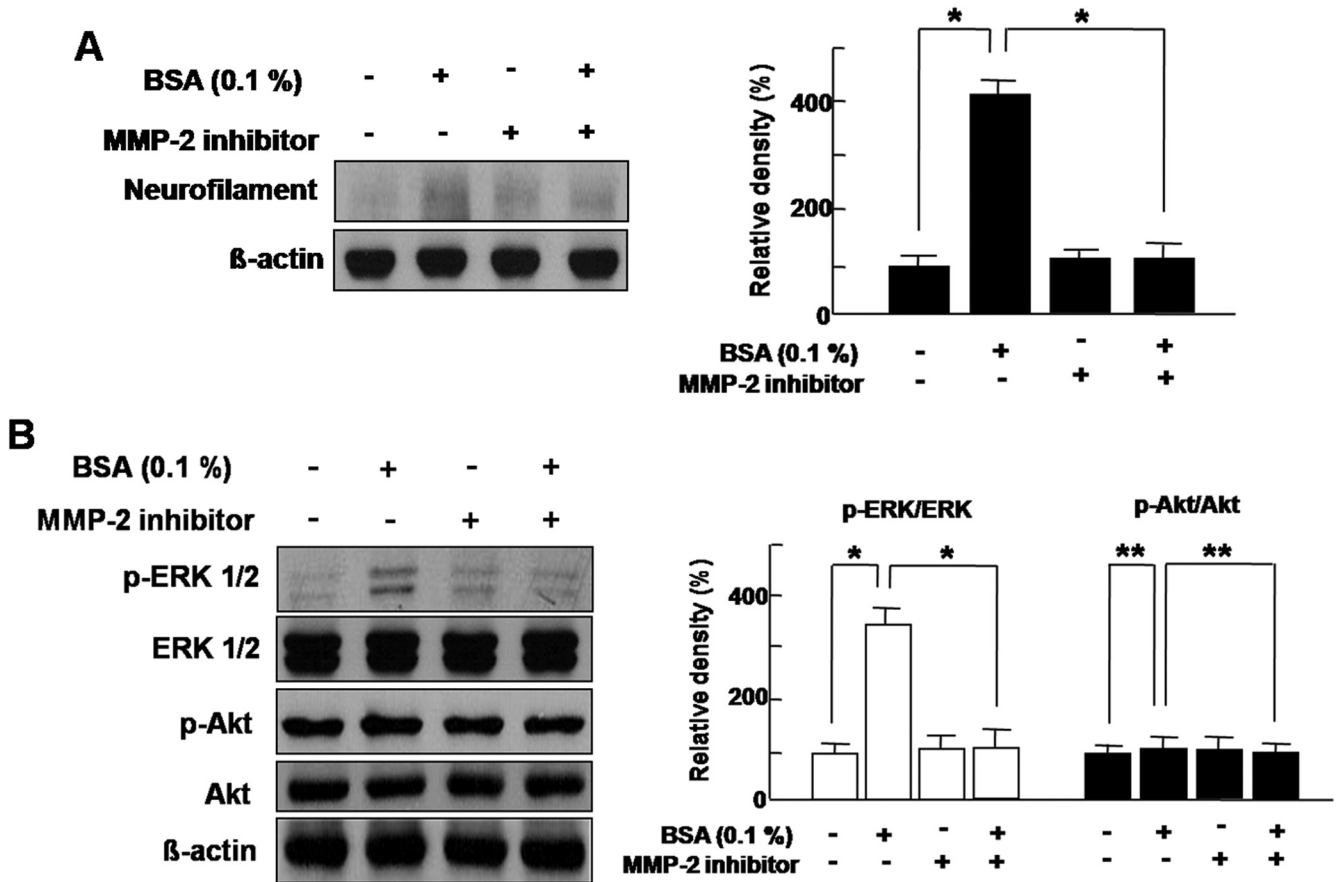 A
BSA (0.1 %) - + - +
MMP-2 inhibitor - - + +
Neurofilament
ß-actin
* *
Relative density (%)
400
200
0
BSA (0.1 %) - + - +
MMP-2 inhibitor - - + +
B
BSA (0.1 %) - + - +
MMP-2 inhibitor - - + +
p-ERK 1/2
ERK 1/2
p-Akt
Akt
ß-actin
p-ERK/ERK p-Akt/Akt
* * ** **
Relative density (%)
400
200
0
BSA (0.1 %) - + - + - + - +
MMP-2 inhibitor - - + + - - + +